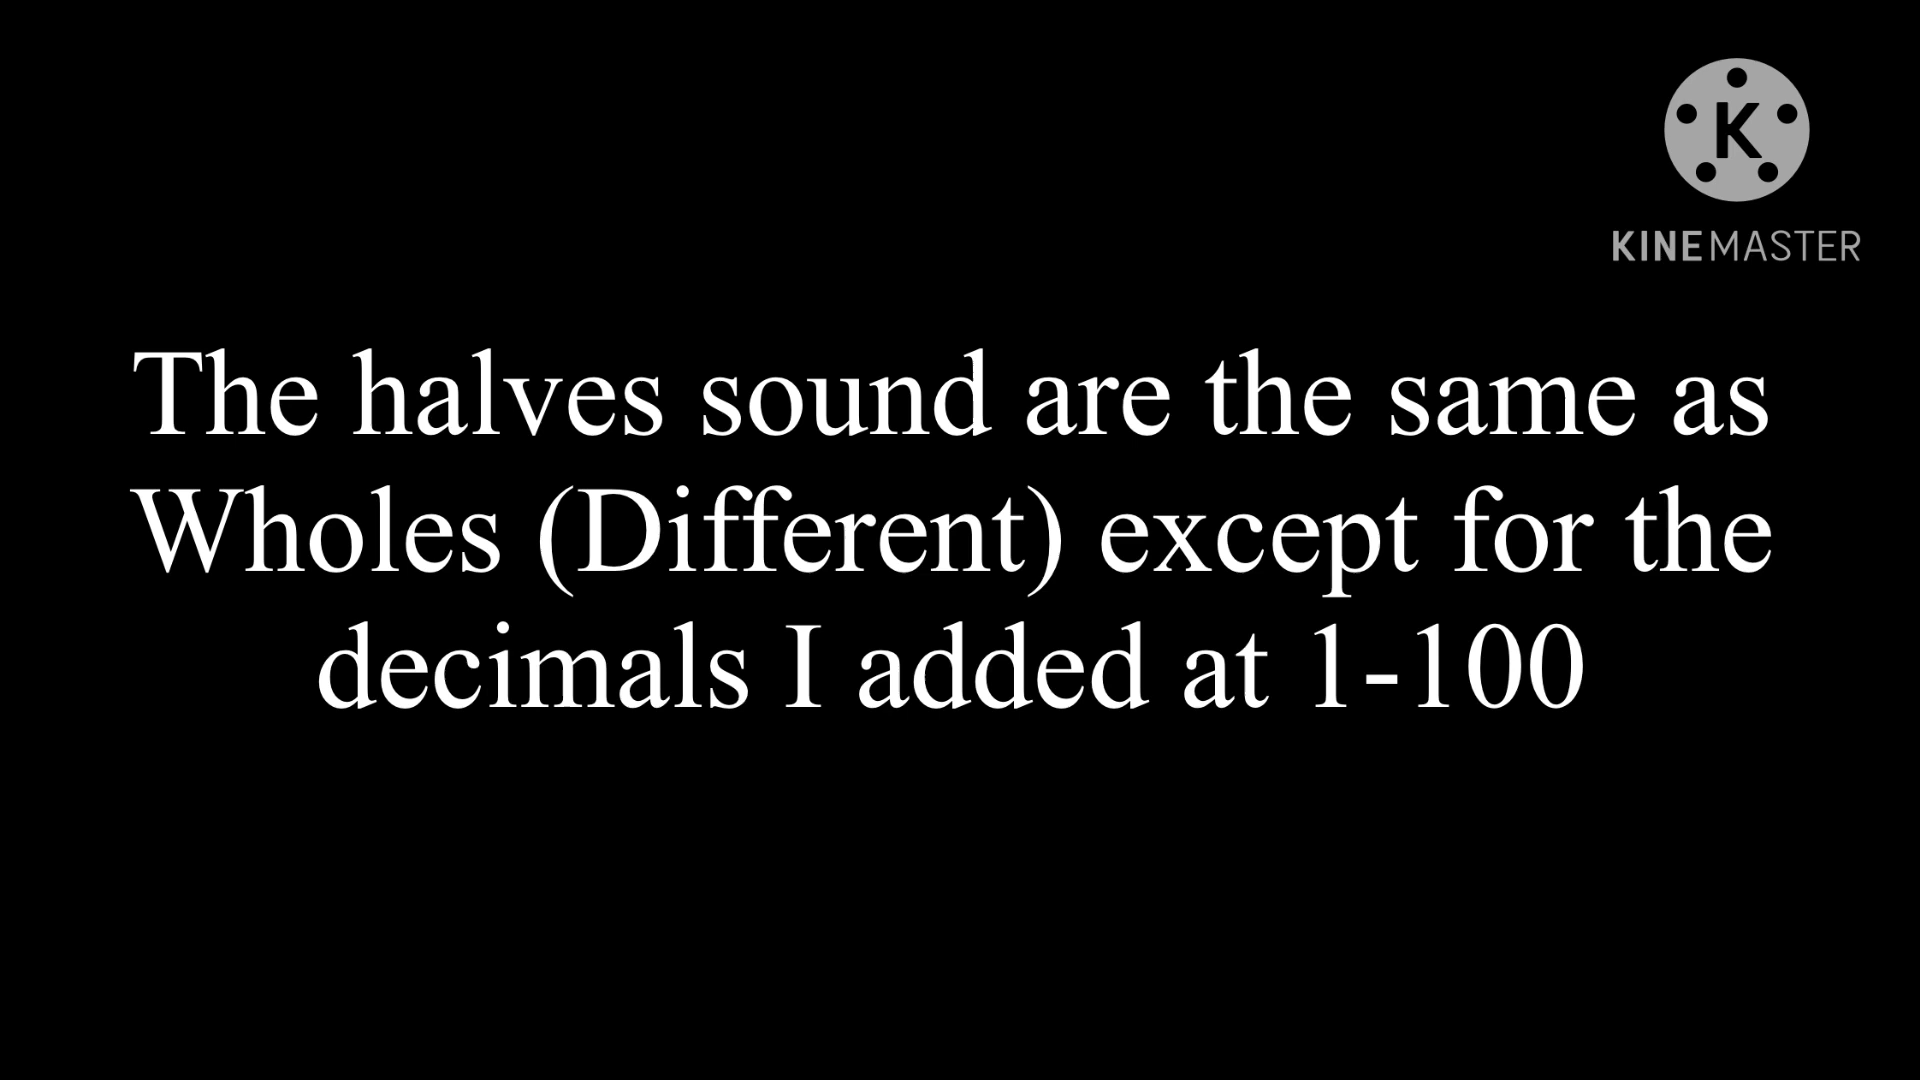 K
KINEMASTER
The halves sound are the same as
Wholes (Different) except for the
decimals I added at 1-100